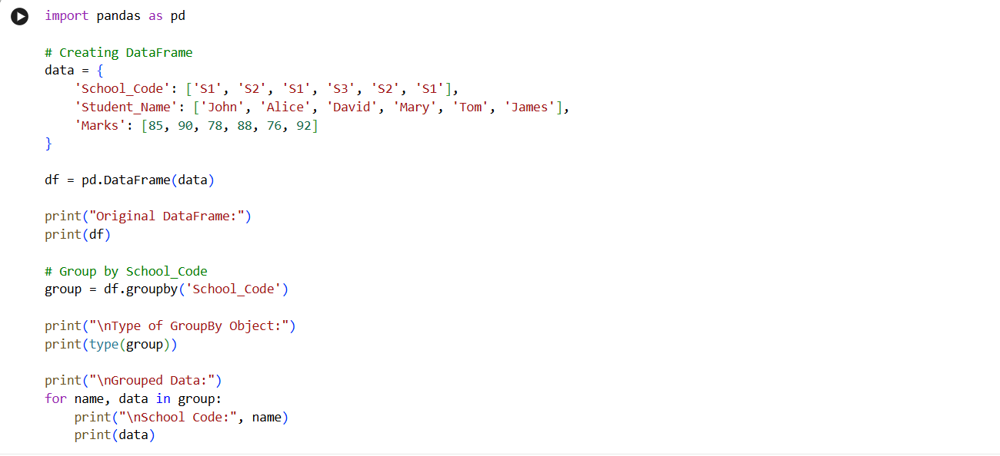 import pandas as pd
# Creating DataFrame
data = {
    'School_Code': ['S1', 'S2', 'S1', 'S3', 'S2', 'S1'],
    'Student_Name': ['John', 'Alice', 'David', 'Mary', 'Tom', 'James'],
    'Marks': [85, 90, 78, 88, 76, 92]
}
df = pd.DataFrame(data)
print("Original DataFrame:")
print(df)
# Group by School_Code
group = df.groupby('School_Code')
print("\nType of GroupBy Object:")
print(type(group))
print("\nGrouped Data:")
for name, data in group:
    print("\nSchool Code:", name)
    print(data)